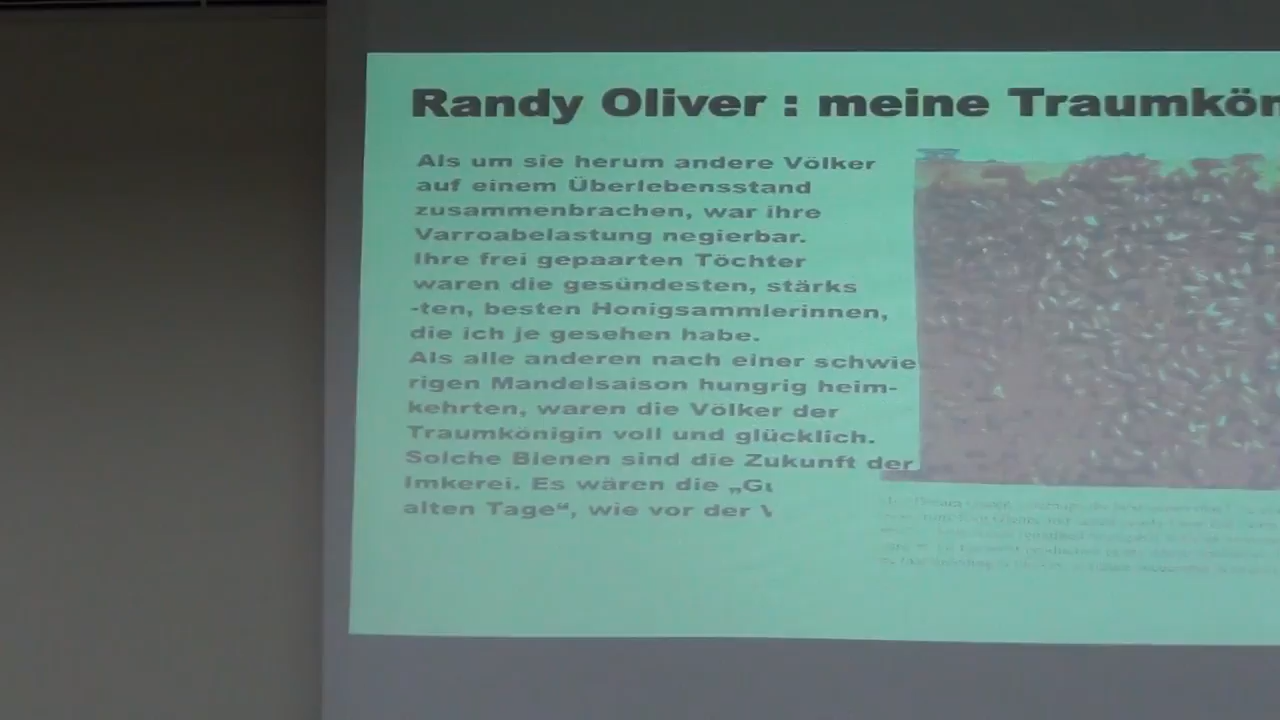 Randy Oliver : meine
Als um sie herum andere Völker
auf einem Überlebensstand
zusammenbrachen, war ihre
Varroabelastung negierbar.
Ihre frei gepaarten Töchter
waren die gesündesten, stärks
-ten, besten Honigsammlerinnen,
die ich je gesehen habe.
Als alle anderen nach einer schwie
rigen Mandelsaison hungrig heim-
kehrten, waren die Völker der
Traumkönigin voll und glücklich.
Solche Bienen sind die Zukunft der
Imkerei. Es wären die
alten Tage“, wie vor der